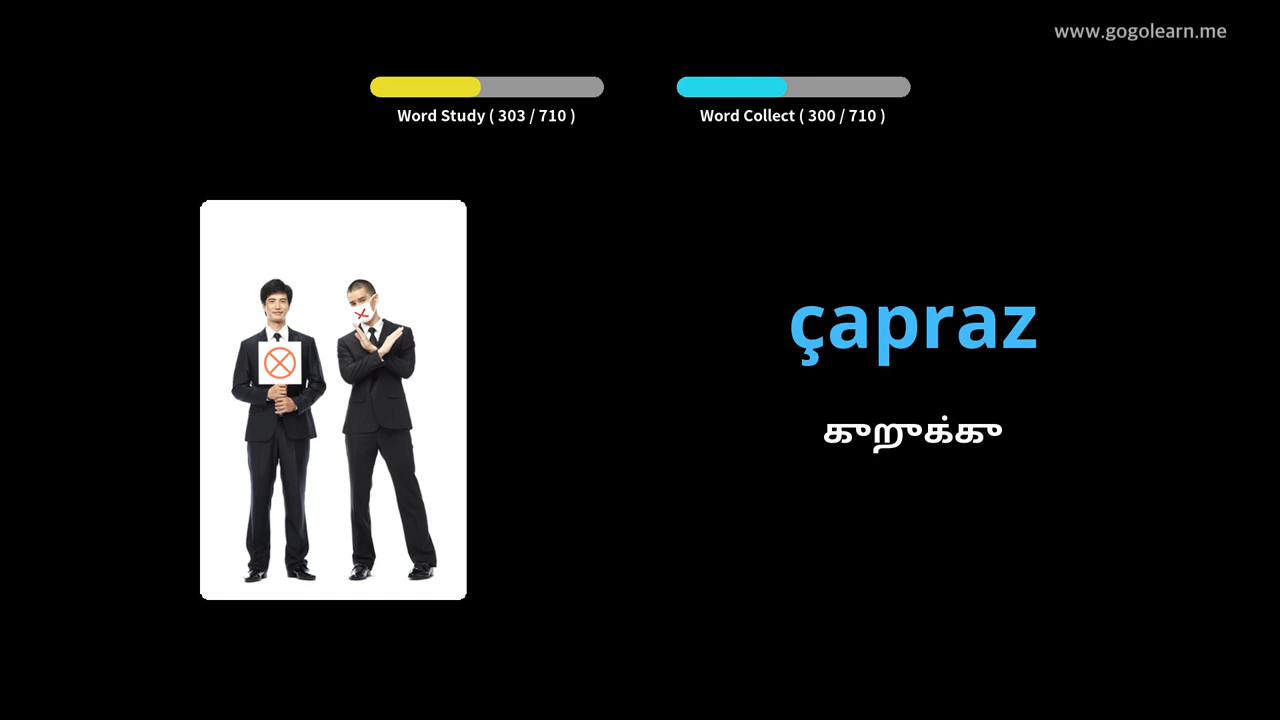 www.gogolearn.me
Word Study ( 303 / 710 )
Word Collect ( 300 / 710 )
çapraz
குறுக்கு